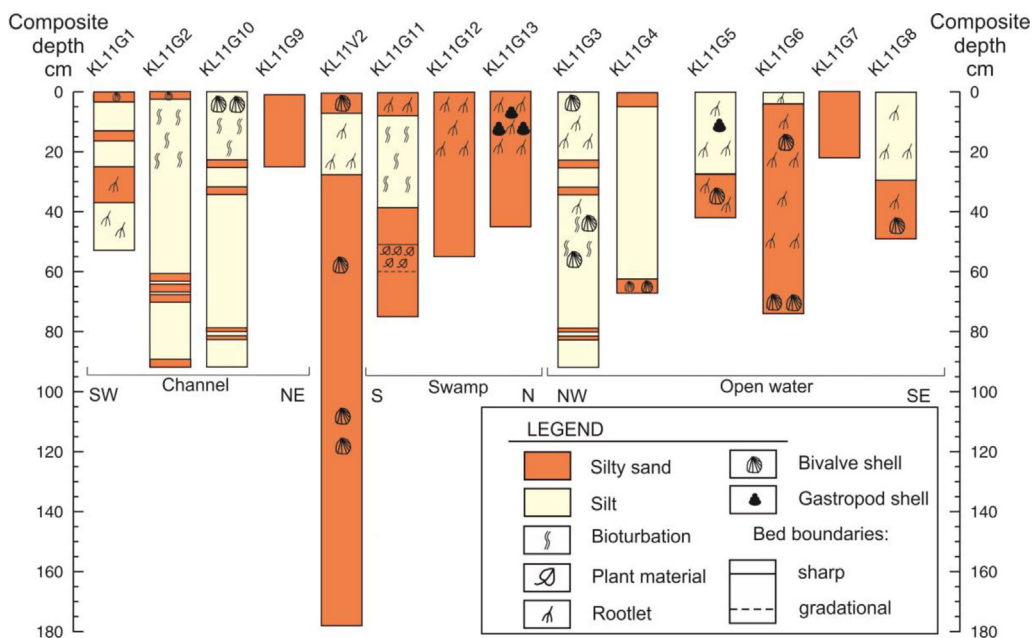 Composite
depth
cm
KL11G1
KL11G2
KL11G10
KL11G9
KL11V2
KL11G11
KL11G12
KL11G13
KL11G3
KL11G4
KL11G5
KL11G6
KL11G7
KL11G8
Composite
depth
cm
0
20
40
60
80
100
120
140
160
180
0
20
40
60
80
100
120
140
160
180
Channel
SW NE
Swamp
S N
Open water
NW SE
LEGEND
Silty sand
Silt
Bioturbation
Plant material
Rootlet
Bivalve shell
Gastropod shell
Bed boundaries:
sharp
gradational